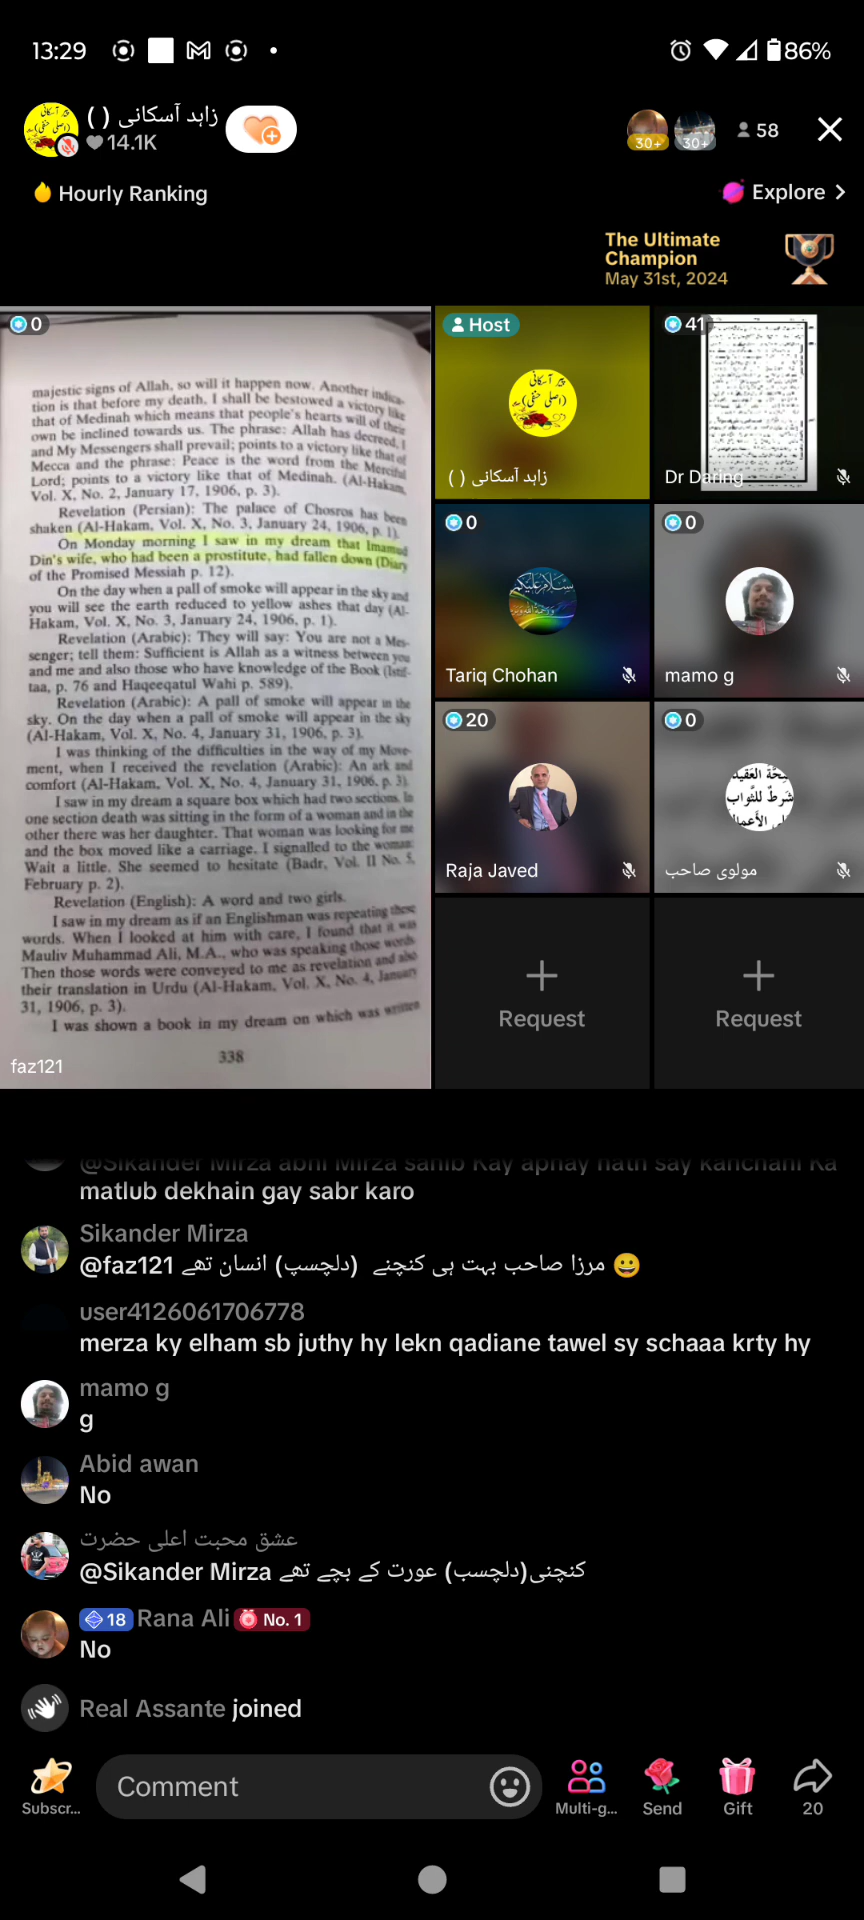 13:29
86%
زاہد آسکانی ( )
14.1K
30+
30+
58
Hourly Ranking
Explore
The Ultimate
Champion
May 31st, 2024
0
majestic signs of Allah, so will it happen now. Another indica-
tion is that before my death, I shall be bestowed a victory like
that of Medinah which means that people's hearts will of their
own be inclined towards us. The phrase: Allah has decreed, I
and My Messengers shall prevail; points to a victory like that of
Mecca and the phrase: Peace is the word from the Merciful
Lord; points to a victory like that of Medinah. (Al-Hakam,
Vol. X, No. 2, January 17, 1906, p. 3).
Revelation (Persian): The palace of Chosros has been
shaken (Al-Hakam, Vol. X, No. 3, January 24, 1906, p. 1).
On Monday morning I saw in my dream that Imamud
Din's wife, who had been a prostitute, had fallen down (Diary
of the Promised Messiah p. 12).
On the day when a pall of smoke will appear in the sky and
you will see the earth reduced to yellow ashes that day (Al-
Hakam, Vol. X, No. 3, January 24, 1906, p. 1).
Revelation (Arabic): They will say: You are not a Mes-
senger; tell them: Sufficient is Allah as a witness between you
and me and also those who have knowledge of the Book (Istif-
taa, p. 76 and Haqeeqatul Wahi p. 589).
Revelation (Arabic): A pall of smoke will appear in the
sky. On the day when a pall of smoke will appear in the sky
(Al-Hakam, Vol. X, No. 4, January 31, 1906, p. 3).
I was thinking of the difficulties in the way of my Move-
ment, when I received the revelation (Arabic): An ark and
comfort (Al-Hakam, Vol. X, No. 4, January 31, 1906, p. 3).
I saw in my dream a square box which had two sections. In
one section death was sitting in the form of a woman and in the
other there was her daughter. That woman was looking for me
and the box moved like a carriage. I signalled to the woman:
Wait a little. She seemed to hesitate (Badr, Vol. II No. 5,
February p. 2).
Revelation (English): A word and two girls.
I saw in my dream as if an Englishman was repeating these
words. When I looked at him with care, I found that it was
Mauliv Muhammad Ali, M.A., who was speaking those words
Then those words were conveyed to me as revelation and also
their translation in Urdu (Al-Hakam, Vol. X, No. 4, January
31, 1906, p. 3).
I was shown a book in my dream on which was written
338
faz121
Host
پیر آسکانی
(اصلی حنفی)
زاہد آسکانی ( )
41
Dr Daring
0
Tariq Chohan
0
mamo g
20
Raja Javed
0
شرطٌ للثَّواب
مولوی صاحب
Request
Request
@Sikander Mirza abhi Mirza sahib Kay apnay hath say kanchani Ka
matlub dekhain gay sabr karo
Sikander Mirza
@faz121 مرزا صاحب بہت ہی کنچنے (دلچسپ) انسان تھے 😀
user4126061706778
merza ky elham sb juthy hy lekn qadiane tawel sy schaaa krty hy
mamo g
g
Abid awan
No
عشق محبت اعلی حضرت
@Sikander Mirza کنچنی(دلچسب) عورت کے بچے تھے
18 Rana Ali No. 1
No
Real Assante joined
Subscr...
Comment
Multi-g...
Send
Gift
20